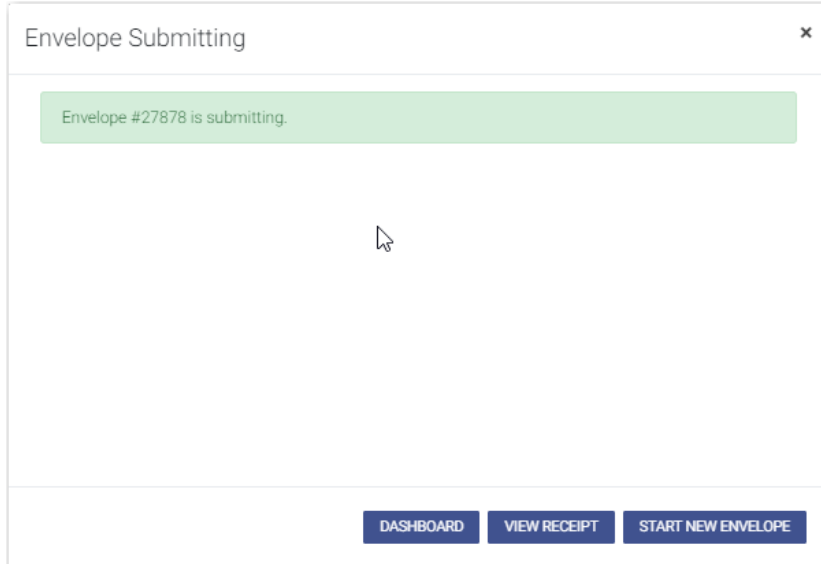 Envelope Submitting
×
Envelope #27878 is submitting.
DASHBOARD VIEW RECEIPT START NEW ENVELOPE